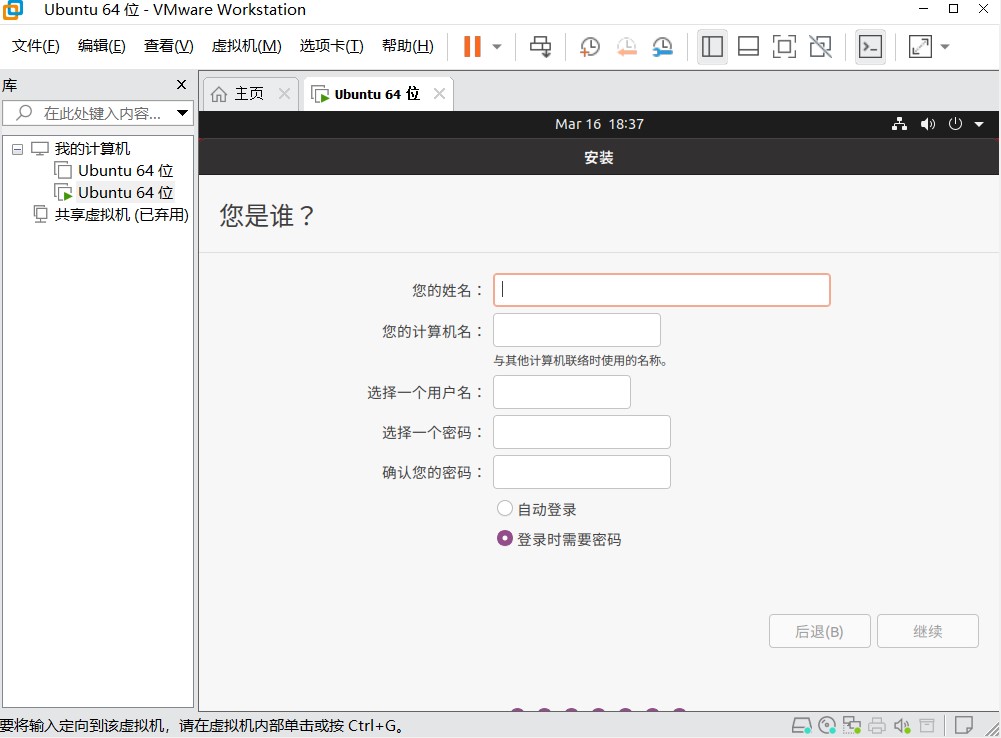 Ubuntu 64 位 - VMware Workstation
文件(F) 编辑(E) 查看(V) 虚拟机(M) 选项卡(T) 帮助(H)
库
在此处键入内容...
我的计算机
Ubuntu 64 位
Ubuntu 64 位
共享虚拟机 (已弃用)
主页 Ubuntu 64 位
Mar 16 18:37
安装
您是谁？
您的姓名：
您的计算机名：
与其他计算机联络时使用的名称。
选择一个用户名：
选择一个密码：
确认您的密码：
自动登录
登录时需要密码
后退(B) 继续
要将输入定向到该虚拟机，请在虚拟机内部单击或按 Ctrl+G。